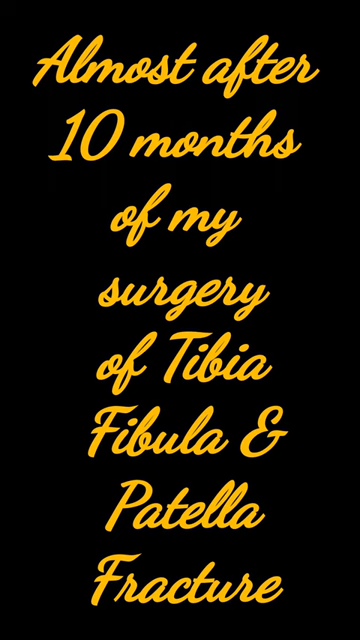 Almost after
10 months
of my
surgery
of Tibia
Fibula &
Patella
Fracture